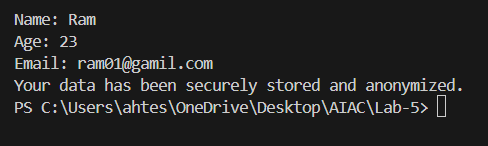 Name: Ram
Age: 23
Email: ram01@gamil.com
Your data has been securely stored and anonymized.
PS C:\Users\ahtes\OneDrive\Desktop\AIAC\Lab-5>